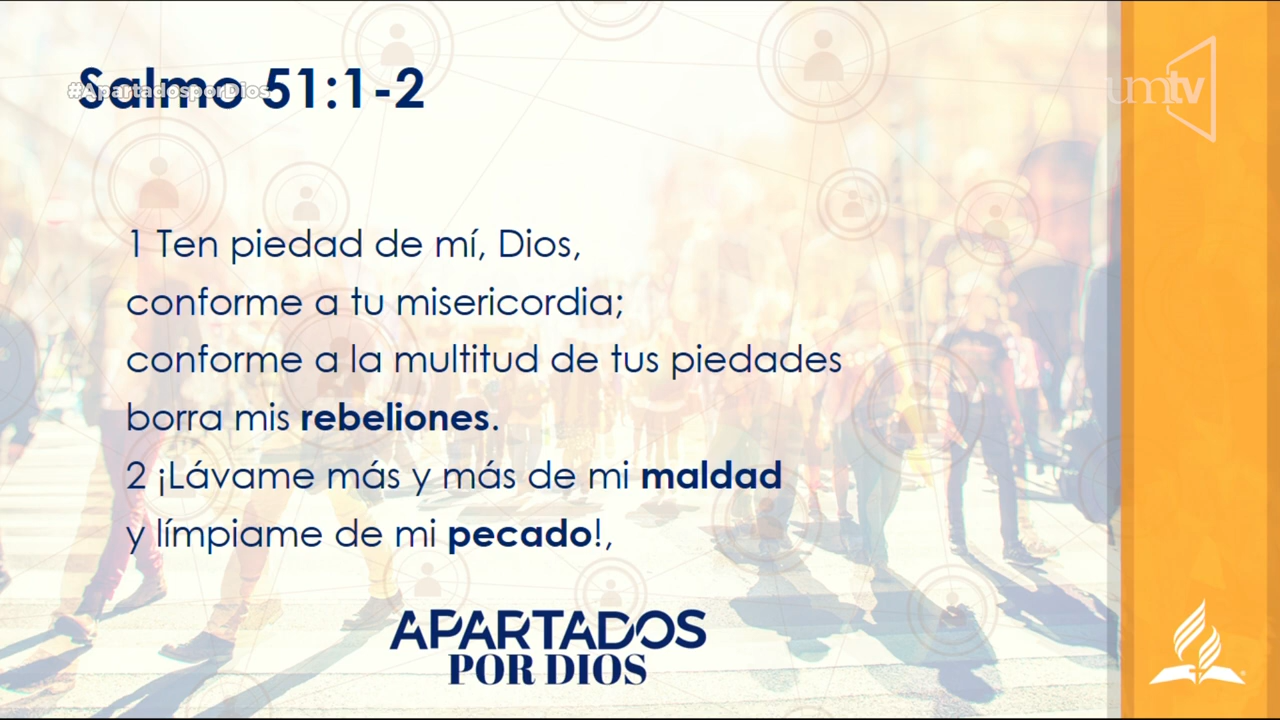 Salmo 51:1-2
#ApartadosporDios
umtv
1 Ten piedad de mí, Dios,
conforme a tu misericordia;
conforme a la multitud de tus piedades
borra mis rebeliones.
2 ¡Lávame más y más de mi maldad
y límpiame de mi pecado!,
APARTADOS
POR DIOS